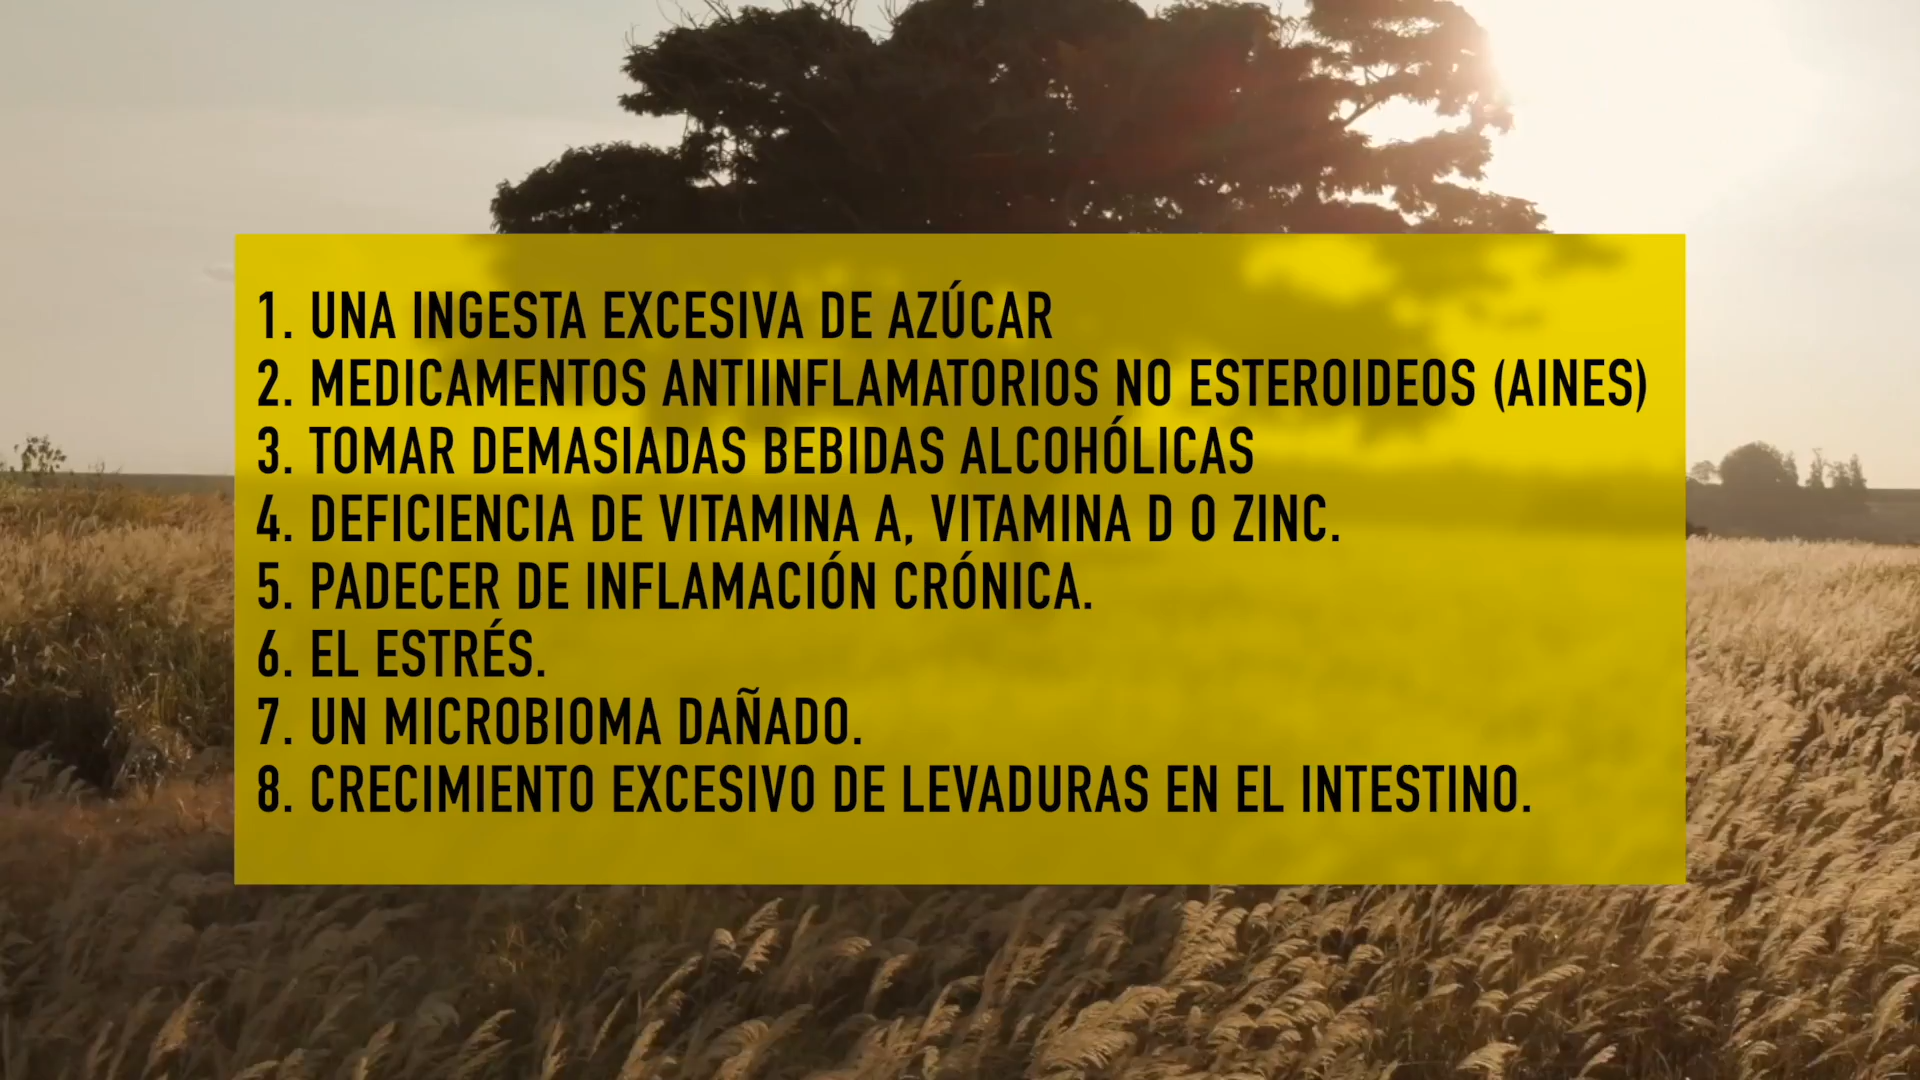 1. UNA INGESTA EXCESIVA DE AZÚCAR
2. MEDICAMENTOS ANTIINFLAMATORIOS NO ESTEROIDEOS (AINES)
3. TOMAR DEMASIADAS BEBIDAS ALCOHÓLICAS
4. DEFICIENCIA DE VITAMINA A, VITAMINA D O ZINC.
5. PADECER DE INFLAMACIÓN CRÓNICA.
6. EL ESTRÉS.
7. UN MICROBIOMA DAÑADO.
8. CRECIMIENTO EXCESIVO DE LEVADURAS EN EL INTESTINO.